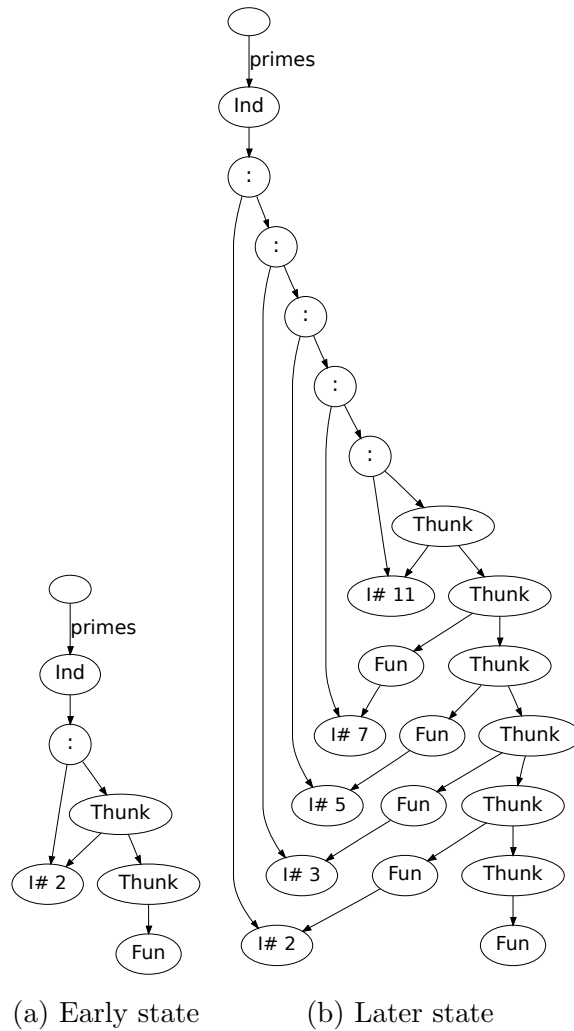 primes
Ind
:
:
:
:
:
Thunk
I# 11
Thunk
Fun
Thunk
I# 7
Fun
Thunk
I# 5
Fun
Thunk
I# 3
Fun
Thunk
I# 2
Fun
primes
Ind
:
Thunk
I# 2
Thunk
Fun
(a) Early state
(b) Later state